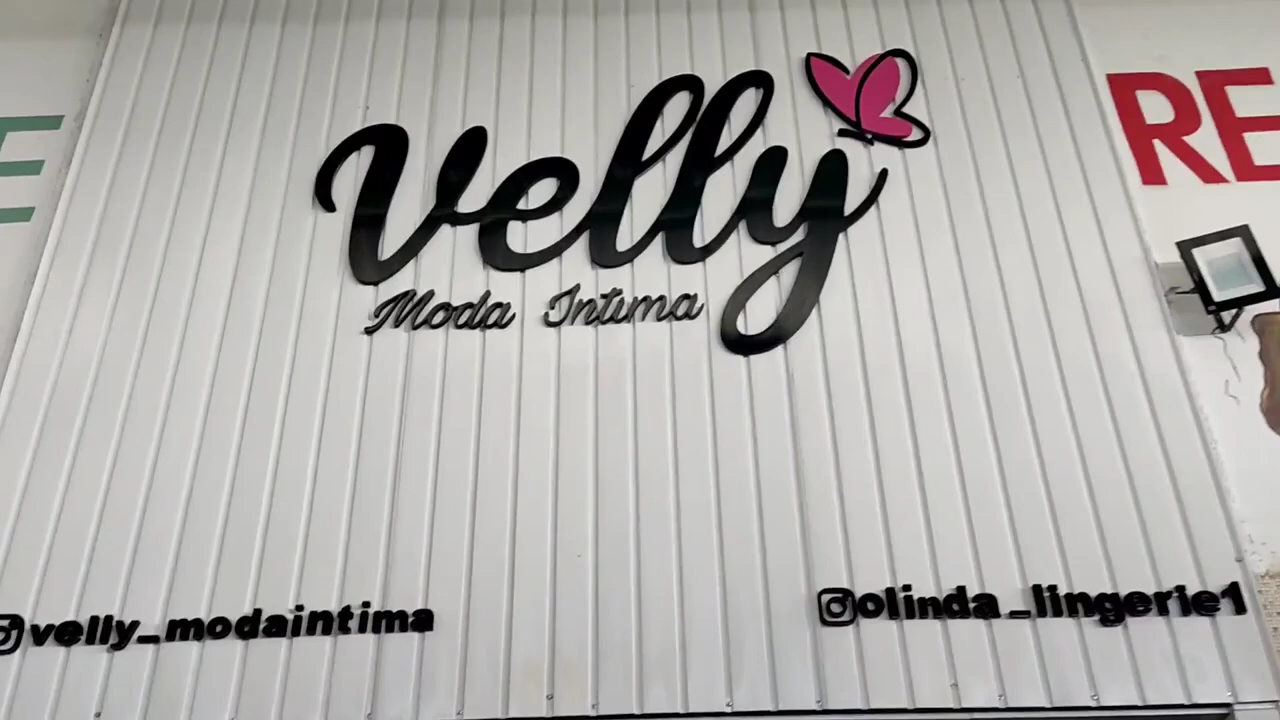 Velly
Moda Intima
velly_modaintima
olinda_lingerie1